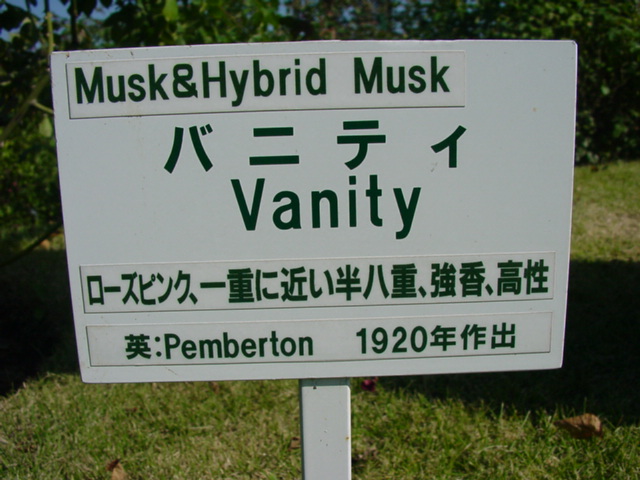 Musk&Hybrid Musk
バニティ
Vanity
ローズピンク、一重に近い半八重、強香、高性
英:Pemberton 1920年作出